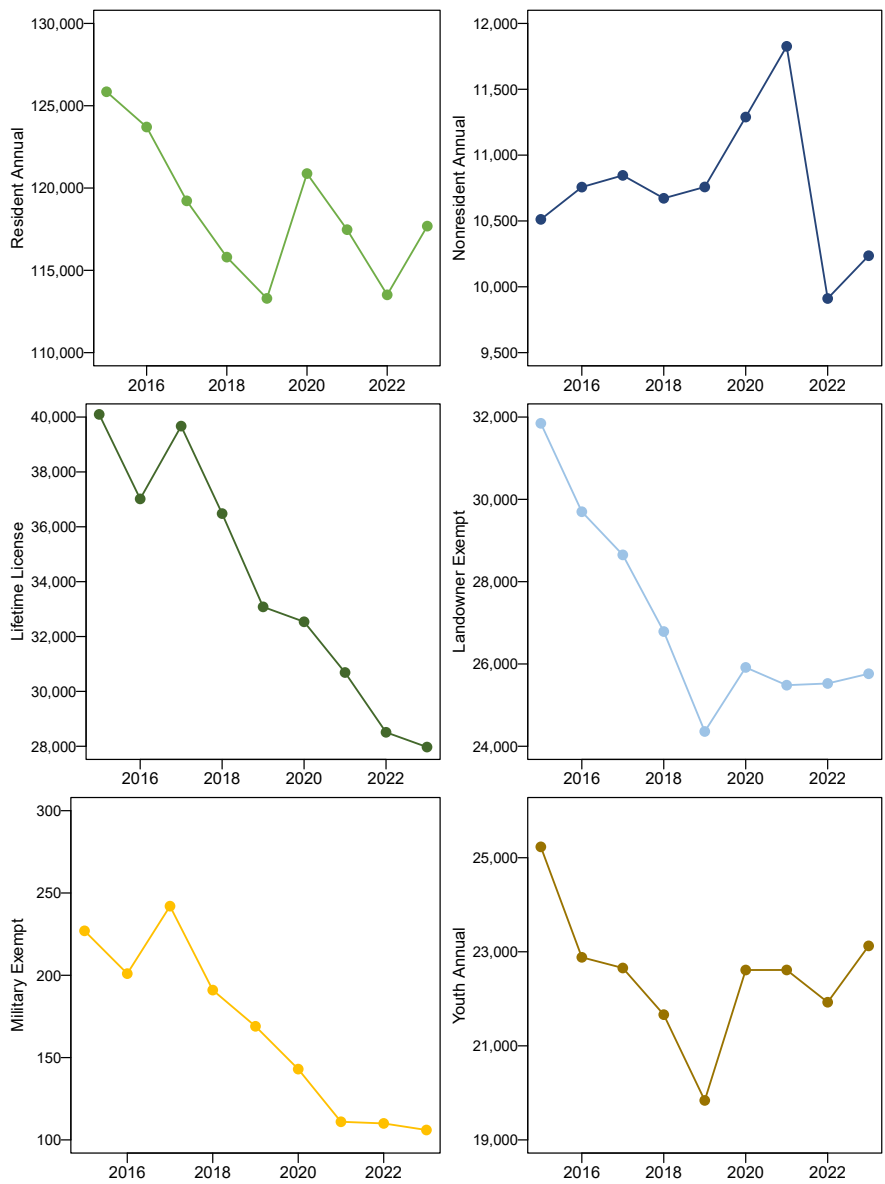 Resident Annual
130,000
125,000
120,000
115,000
110,000
2016 2018 2020 2022
Nonresident Annual
12,000
11,500
11,000
10,500
10,000
9,500
2016 2018 2020 2022
Lifetime License
40,000
38,000
36,000
34,000
32,000
30,000
28,000
2016 2018 2020 2022
Landowner Exempt
32,000
30,000
28,000
26,000
24,000
2016 2018 2020 2022
Military Exempt
300
250
200
150
100
2016 2018 2020 2022
Youth Annual
25,000
23,000
21,000
19,000
2016 2018 2020 2022